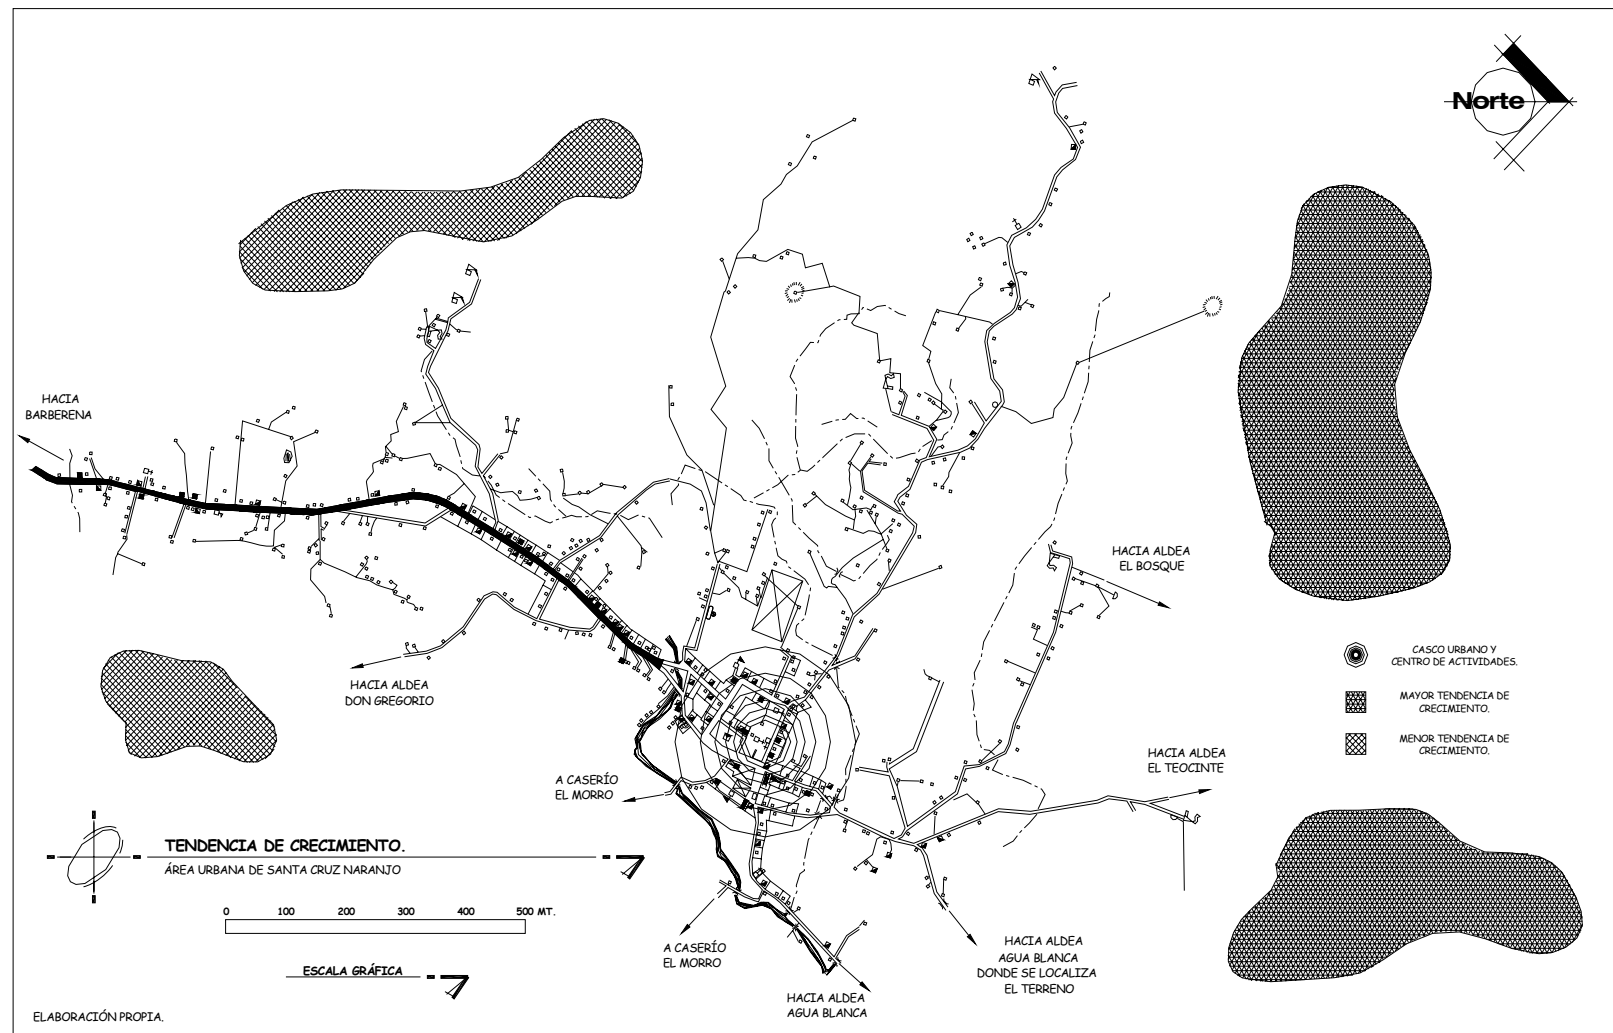 Norte
HACIA
BARBERENA
HACIA ALDEA
EL BOSQUE
CASCO URBANO Y
CENTRO DE ACTIVIDADES.
HACIA ALDEA
DON GREGORIO
MAYOR TENDENCIA DE
CRECIMIENTO.
MENOR TENDENCIA DE
CRECIMIENTO.
HACIA ALDEA
EL TEOCINTE
A CASERÍO
EL MORRO
TENDENCIA DE CRECIMIENTO.
ÁREA URBANA DE SANTA CRUZ NARANJO
0 100 200 300 400 500 MT.
ESCALA GRÁFICA
A CASERÍO
EL MORRO
HACIA ALDEA
AGUA BLANCA
DONDE SE LOCALIZA
EL TERRENO
HACIA ALDEA
AGUA BLANCA
ELABORACIÓN PROPIA.